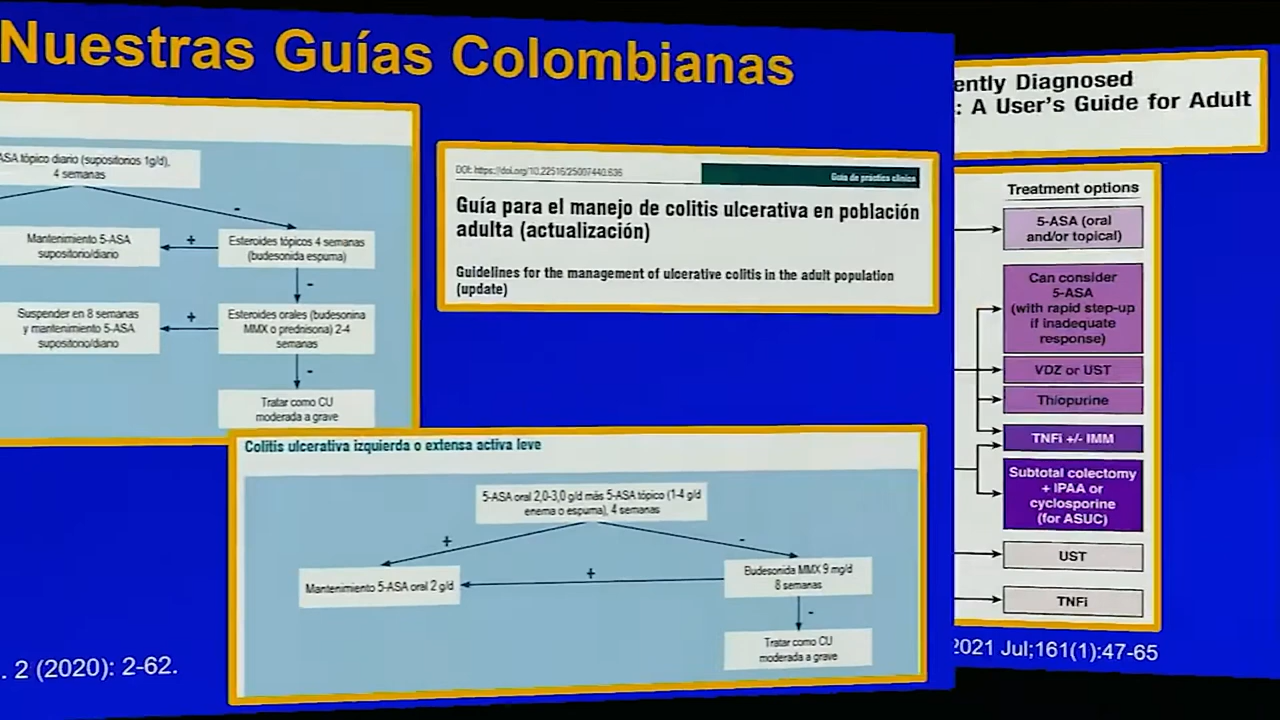 Nuestras Guías Colombianas
ASA tópico diario (supositorios 1g/d),
4 semanas
-
Mantenimiento 5-ASA
supositorio/diario
+
Esteroides tópicos 4 semanas
(budesonida espuma)
-
Suspender en 8 semanas
y mantenimiento 5-ASA
supositorio/diario
+
Esteroides orales (budesonina
MMX o prednisona) 2-4
semanas
-
Tratar como CU
moderada a grave
DOI: https://doi.org/10.22516/25007440.636
Guía de práctica clínica
Guía para el manejo de colitis ulcerativa en población
adulta (actualización)
Guidelines for the management of ulcerative colitis in the adult population
(update)
Colitis ulcerativa izquierda o extensa activa leve
5-ASA oral 2,0-3,0 g/d más 5-ASA tópico (1-4 g/d
enema o espuma), 4 semanas
+
-
Mantenimiento 5-ASA oral 2 g/d
+
Budesonida MMX 9 mg/d
8 semanas
-
Tratar como CU
moderada a grave
. 2 (2020): 2-62.
ently Diagnosed
: A User's Guide for Adult
Treatment options
5-ASA (oral
and/or topical)
Can consider
5-ASA
(with rapid step-up
if inadequate
response)
VDZ or UST
Thiopurine
TNFi +/- IMM
Subtotal colectomy
+ IPAA or
cyclosporine
(for ASUC)
UST
TNFi
2021 Jul;161(1):47-65